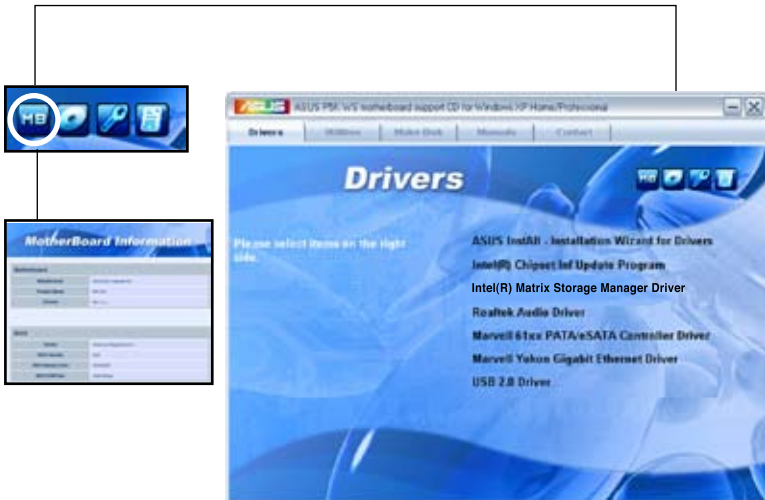 MB
ASUS
ASUS P5K WS motherboard support CD for Windows XP Home/Professional
Drivers
Utilities
Make Disk
Manuals
Contact
Drivers
MB
MotherBoard Information
Motherboard
BIOS
Please select items on the right
side.
ASUS InstAll - Installation Wizard for Drivers
Intel(R) Chipset Inf Update Program
Intel(R) Matrix Storage Manager Driver
Realtek Audio Driver
Marvell 61xx PATA/eSATA Controller Driver
Marvell Yukon Gigabit Ethernet Driver
USB 2.0 Driver